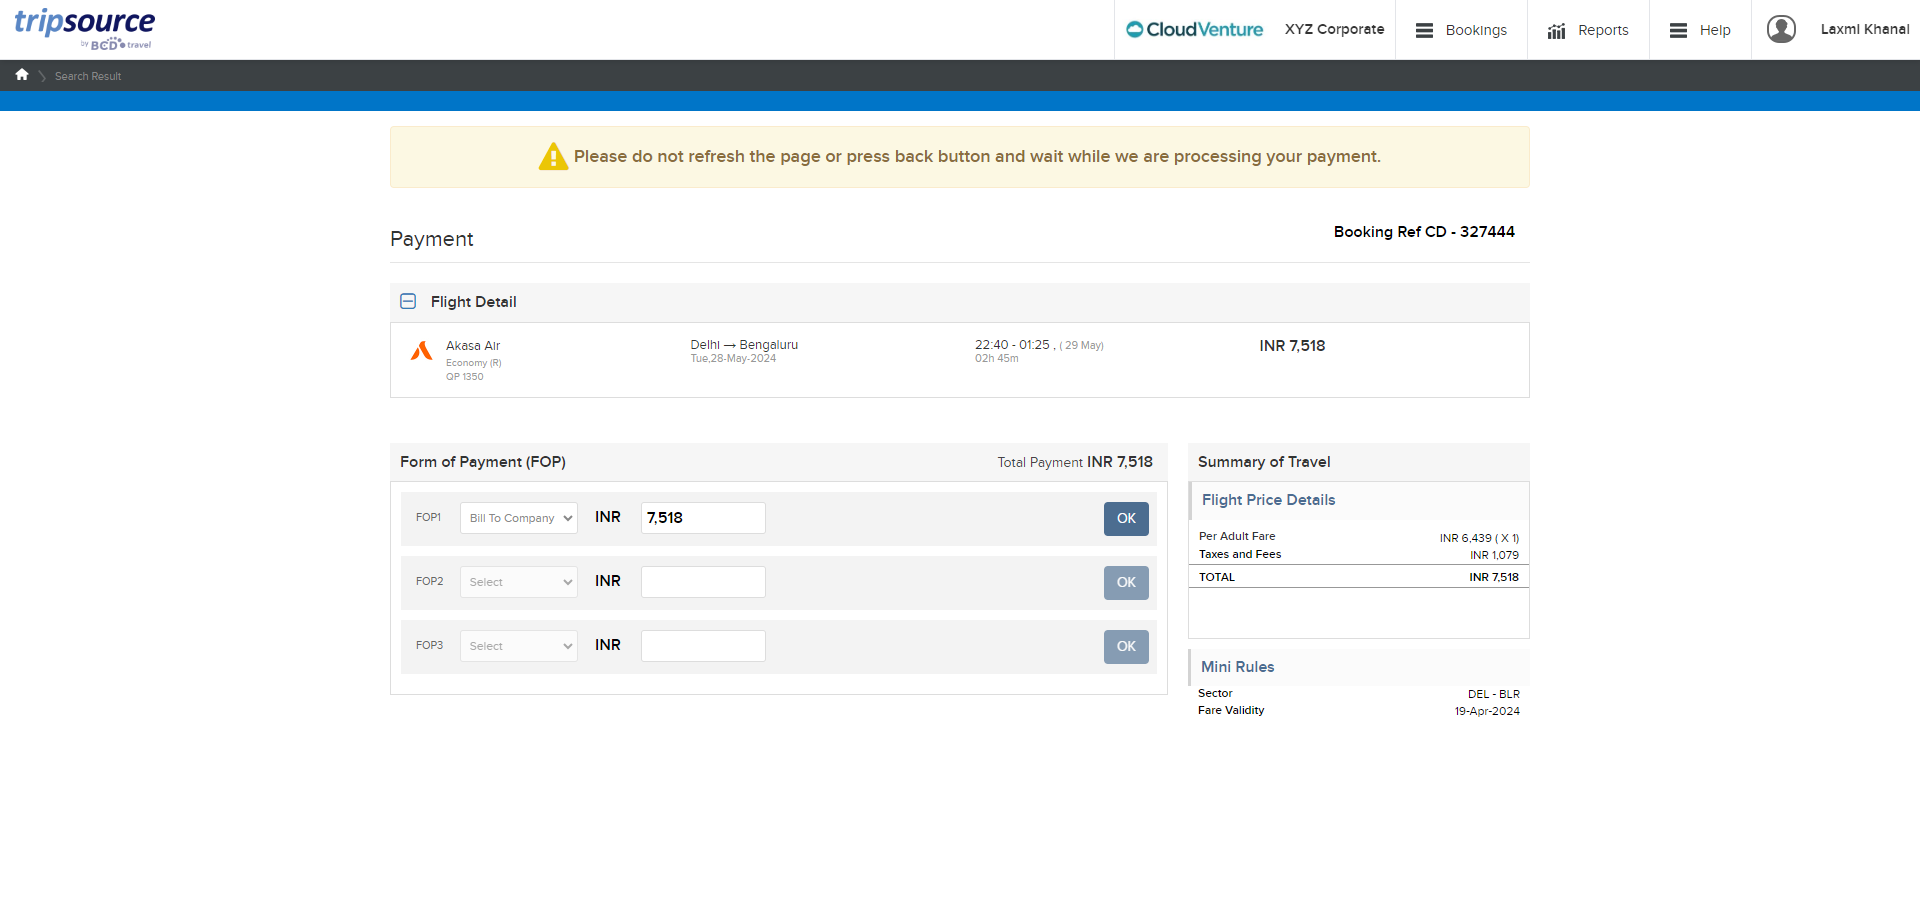 tripsource
by BCD travel
CloudVenture
XYZ Corporate
Bookings
Reports
Help
Laxmi Khanal
Search Result
Please do not refresh the page or press back button and wait while we are processing your payment.
Payment
Booking Ref CD - 327444
Flight Detail
Akasa Air
Economy (R)
QP 1350
Delhi → Bengaluru
Tue,28-May-2024
22:40 - 01:25 , ( 29 May)
02h 45m
INR 7,518
Form of Payment (FOP)
Total Payment INR 7,518
FOP1 Bill To Company INR 7,518 OK
FOP2 Select INR OK
FOP3 Select INR OK
Summary of Travel
Flight Price Details
Per Adult Fare INR 6,439 ( X 1)
Taxes and Fees INR 1,079
TOTAL INR 7,518
Mini Rules
Sector DEL - BLR
Fare Validity 19-Apr-2024